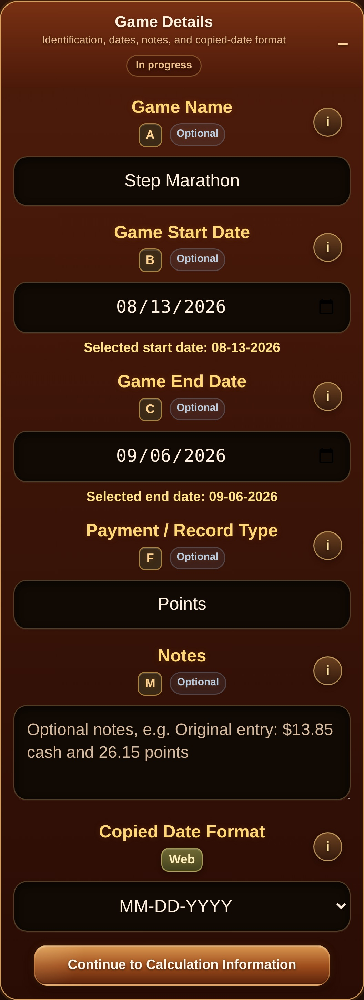 Game Details
Identification, dates, notes, and copied-date format
–
In progress
Game Name
i
A Optional
Step Marathon
Game Start Date
i
B Optional
08/13/2026
Selected start date: 08-13-2026
Game End Date
i
C Optional
09/06/2026
Selected end date: 09-06-2026
Payment / Record Type
i
F Optional
Points
Notes
i
M Optional
Optional notes, e.g. Original entry: $13.85
cash and 26.15 points
Copied Date Format
i
Web
MM-DD-YYYY
Continue to Calculation Information